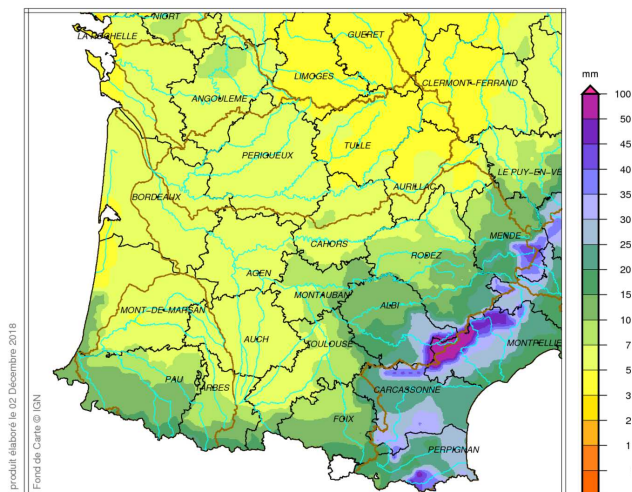 NIORT
LA ROCHELLE
GUERET
LIMOGES
CLERMONT-FERRAND
ANGOULEME
PERIGUEUX
TULLE
LE PUY-EN-VE
AURILLAC
BORDEAUX
MENDE
CAHORS
RODEZ
AGEN
MONTAUBAN
ALBI
MONT-DE-MARSAN
AUCH
TOULOUSE
MONTPELLIE
PAU
TARBES
CARCASSONNE
FOIX
PERPIGNAN
mm
100
50
45
40
35
30
25
20
15
10
7
5
3
2
1
produit élaboré le 02 Décembre 2018
Fond de Carte © IGN